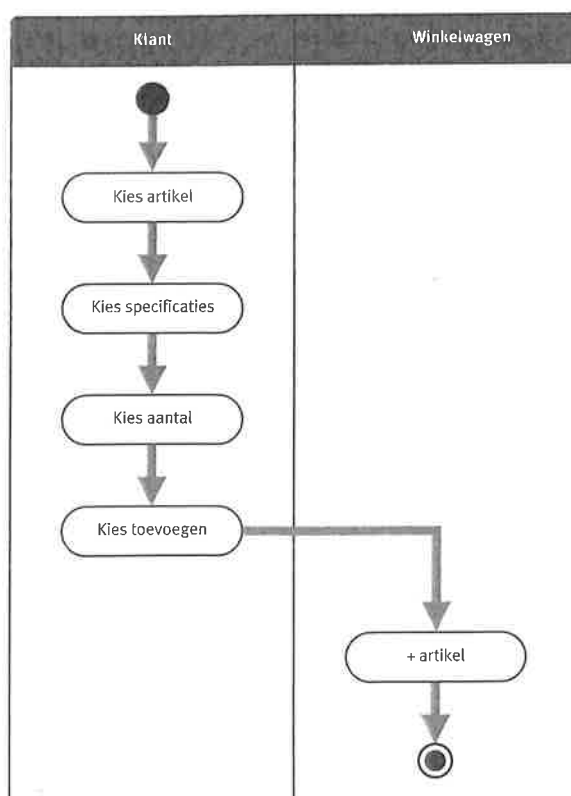 Klant
Winkelwagen
Kies artikel
Kies specificaties
Kies aantal
Kies toevoegen
+ artikel